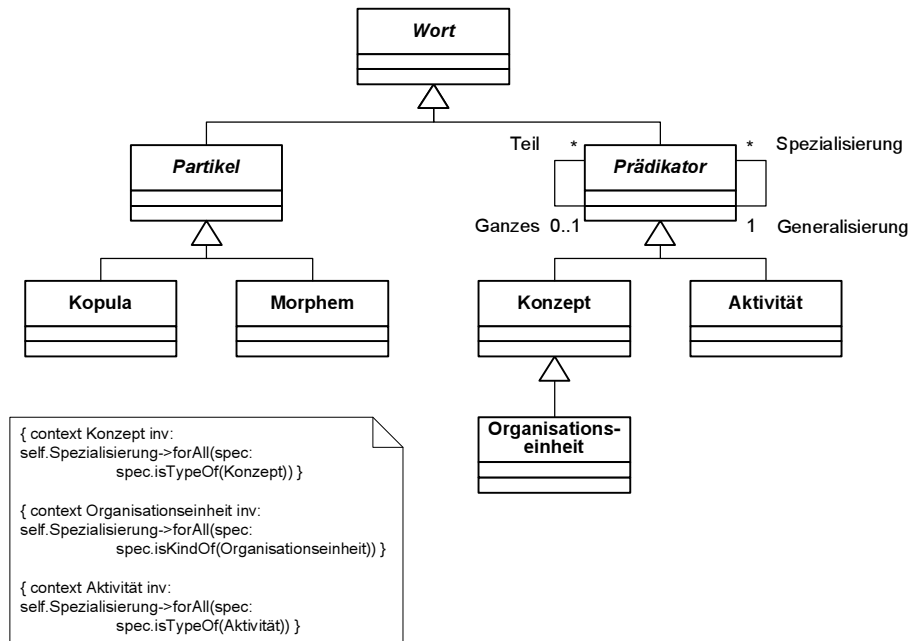 Wort
Teil * * Spezialisierung
Partikel Prädikator
Ganzes 0..1 1 Generalisierung
Kopula Morphem Konzept Aktivität
Organisations-
einheit
{ context Konzept inv:
self.Spezialisierung->forAll(spec:
spec.isTypeOf(Konzept)) }
{ context Organisationseinheit inv:
self.Spezialisierung->forAll(spec:
spec.isKindOf(Organisationseinheit)) }
{ context Aktivität inv:
self.Spezialisierung->forAll(spec:
spec.isTypeOf(Aktivität)) }